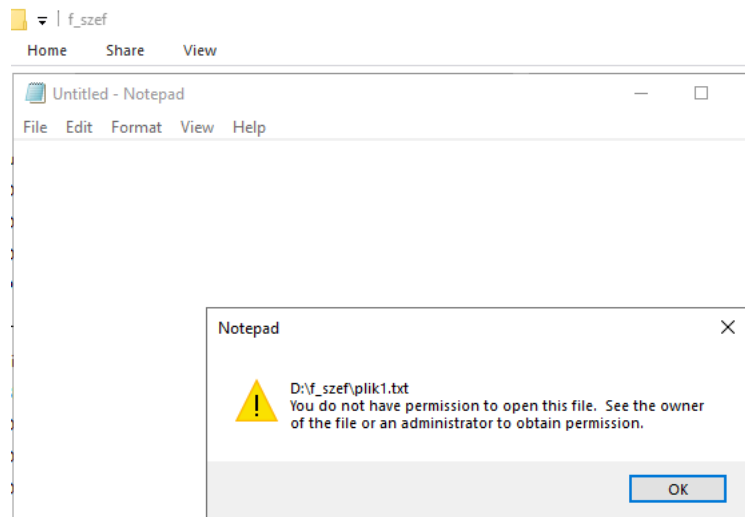 f_szef
Home Share View
Untitled - Notepad
File Edit Format View Help
Notepad
D:\f_szef\plik1.txt
You do not have permission to open this file. See the owner
of the file or an administrator to obtain permission.
OK